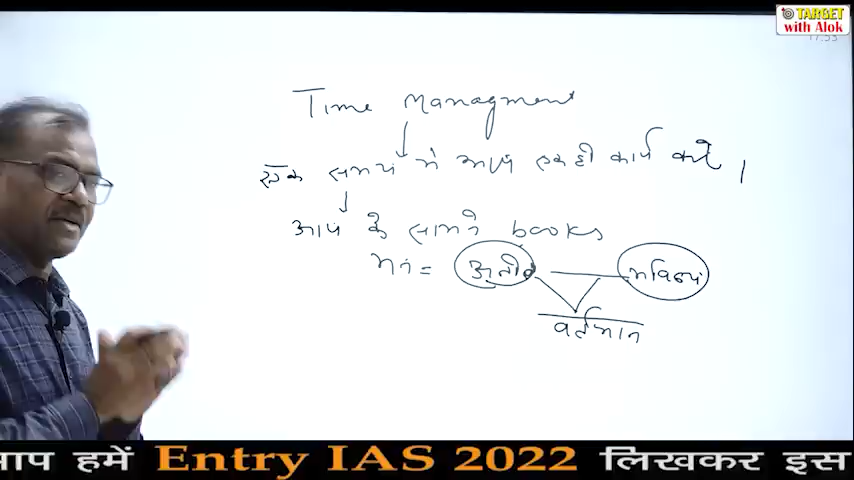 TARGET
with Alok
Time Managment
एक समय में आप एक ही कार्य करें ।
आप के सामने books
मन = अतीत भविष्य
वर्तमान
आप हमें Entry IAS 2022 लिखकर इस